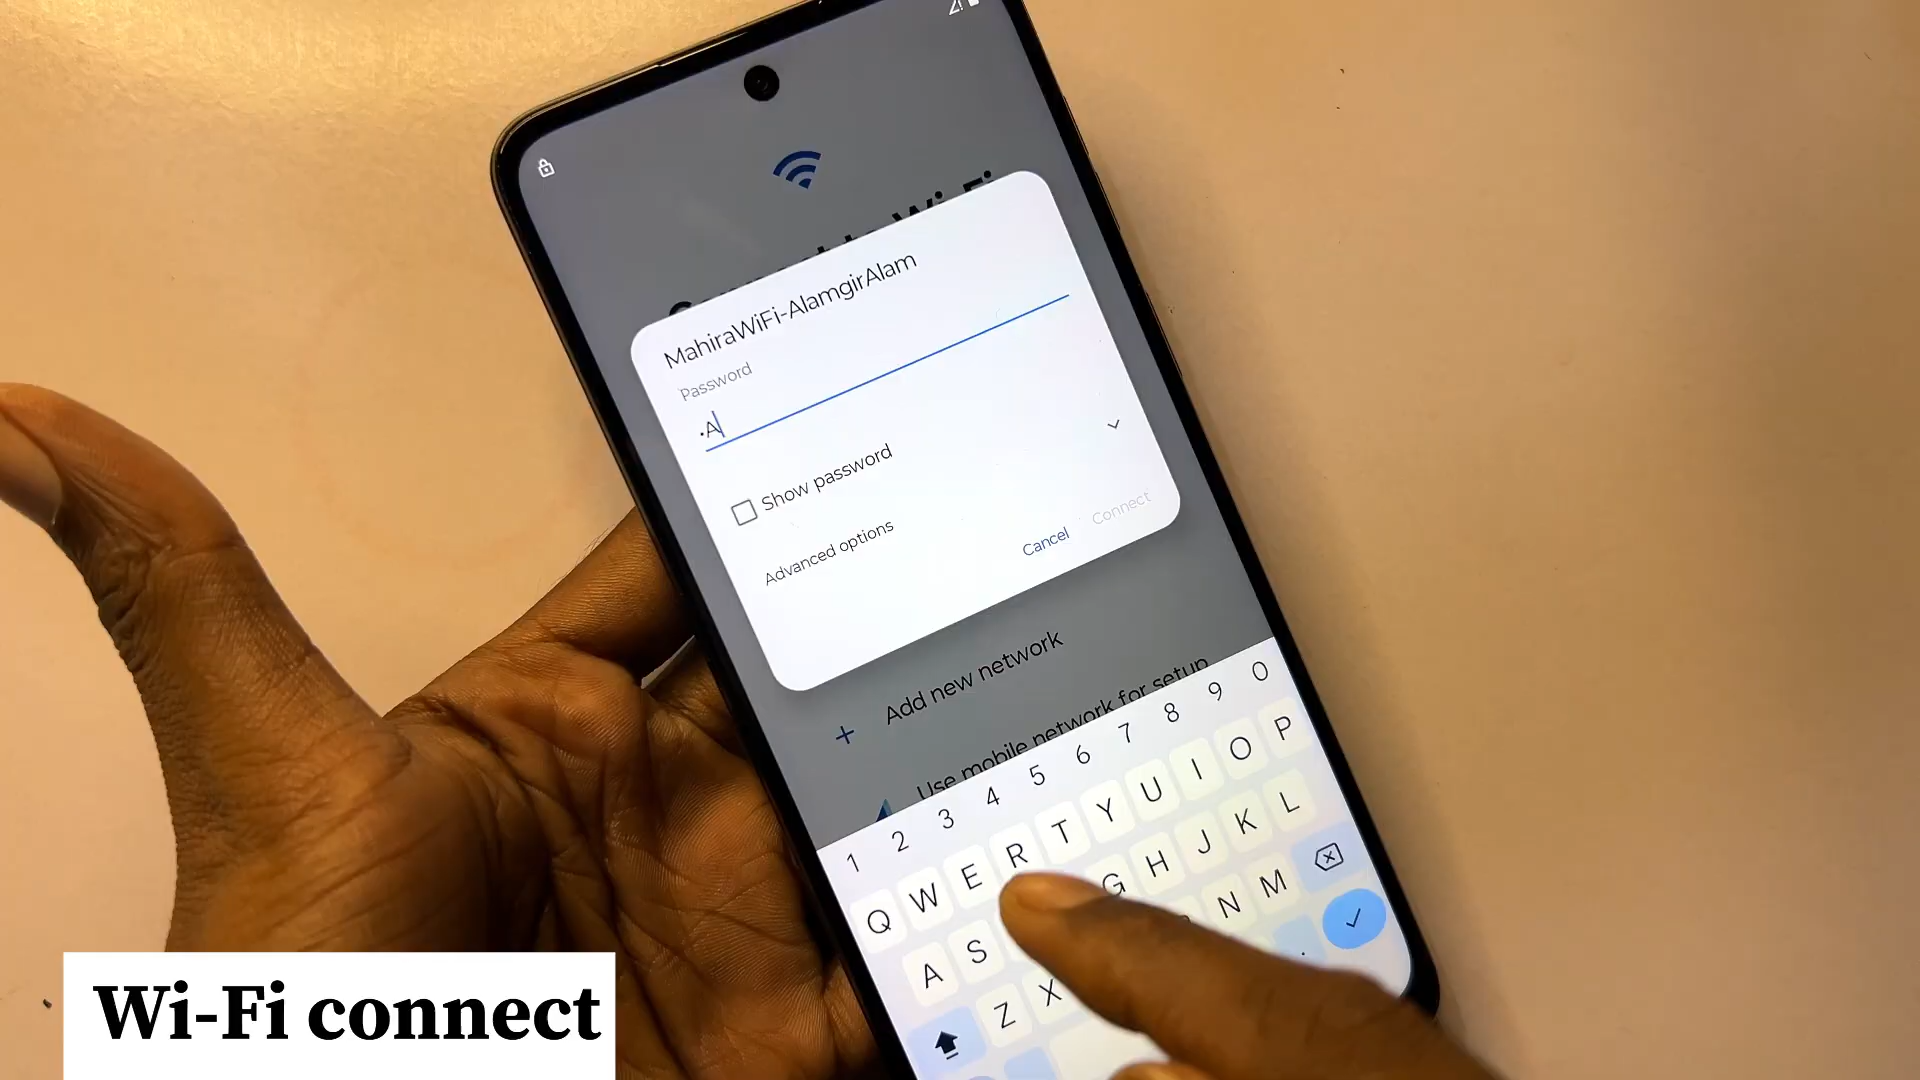 MahiraWiFi-AlamgirAlam
Password
·A
Show password
Advanced options
Cancel
Connect
Add new network
Use mobile network for setup
1 2 3 4 5 6 7 8 9 0
Q W E R T Y U I O P
A S G H J K L
Z X N M
.
Wi-Fi connect